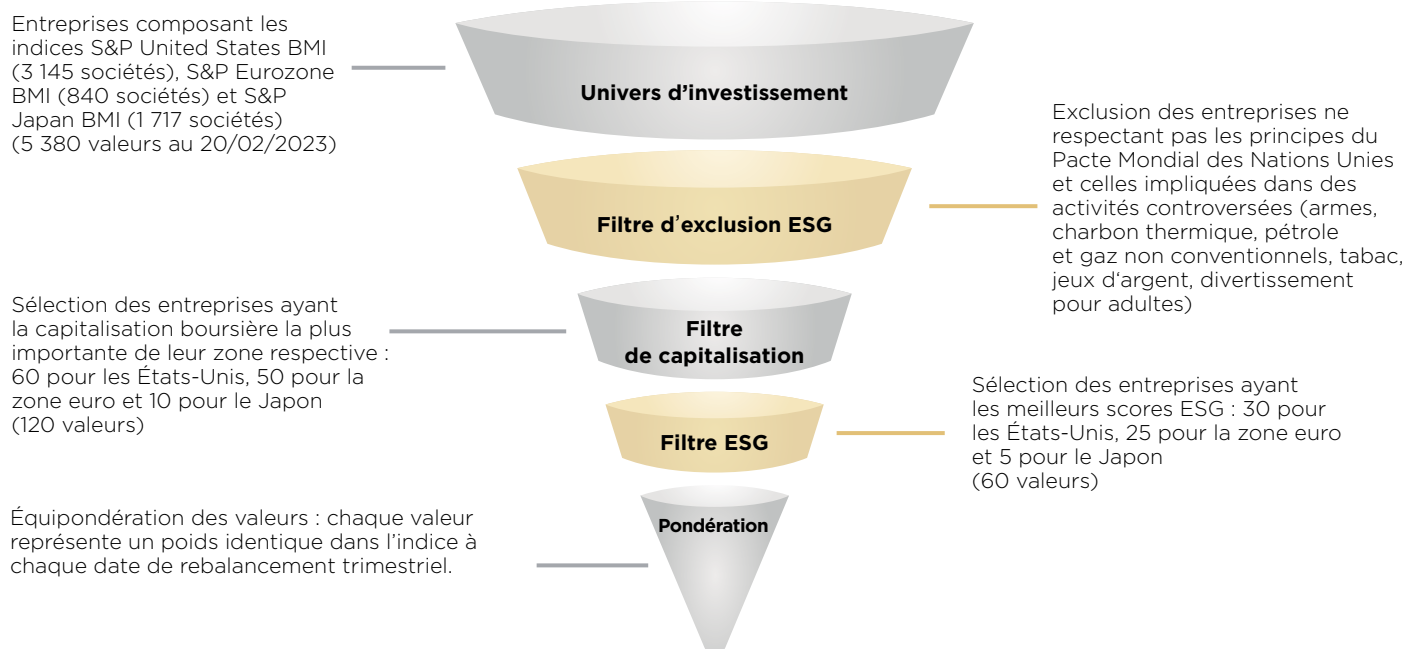 Entreprises composant les
indices S&P United States BMI
(3 145 sociétés), S&P Eurozone
BMI (840 sociétés) et S&P
Japan BMI (1 717 sociétés)
(5 380 valeurs au 20/02/2023)
Univers d’investissement
Exclusion des entreprises ne
respectant pas les principes du
Pacte Mondial des Nations Unies
et celles impliquées dans des
activités controversées (armes,
charbon thermique, pétrole
et gaz non conventionnels, tabac,
jeux d‘argent, divertissement
pour adultes)
Filtre d’exclusion ESG
Sélection des entreprises ayant
la capitalisation boursière la plus
importante de leur zone respective :
60 pour les États-Unis, 50 pour la
zone euro et 10 pour le Japon
(120 valeurs)
Filtre
de capitalisation
Sélection des entreprises ayant
les meilleurs scores ESG : 30 pour
les États-Unis, 25 pour la zone euro
et 5 pour le Japon
(60 valeurs)
Filtre ESG
Équipondération des valeurs : chaque valeur
représente un poids identique dans l’indice à
chaque date de rebalancement trimestriel.
Pondération